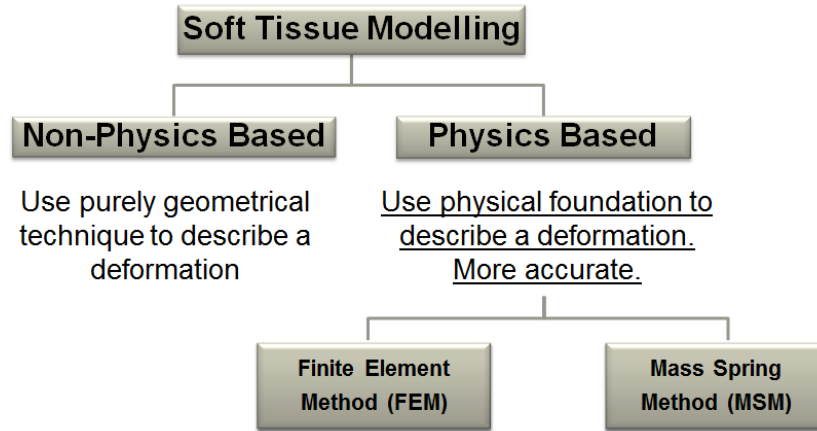 Soft Tissue Modelling
Non-Physics Based
Physics Based
Use purely geometrical
technique to describe a
deformation
Use physical foundation to
describe a deformation.
More accurate.
Finite Element
Method (FEM)
Mass Spring
Method (MSM)